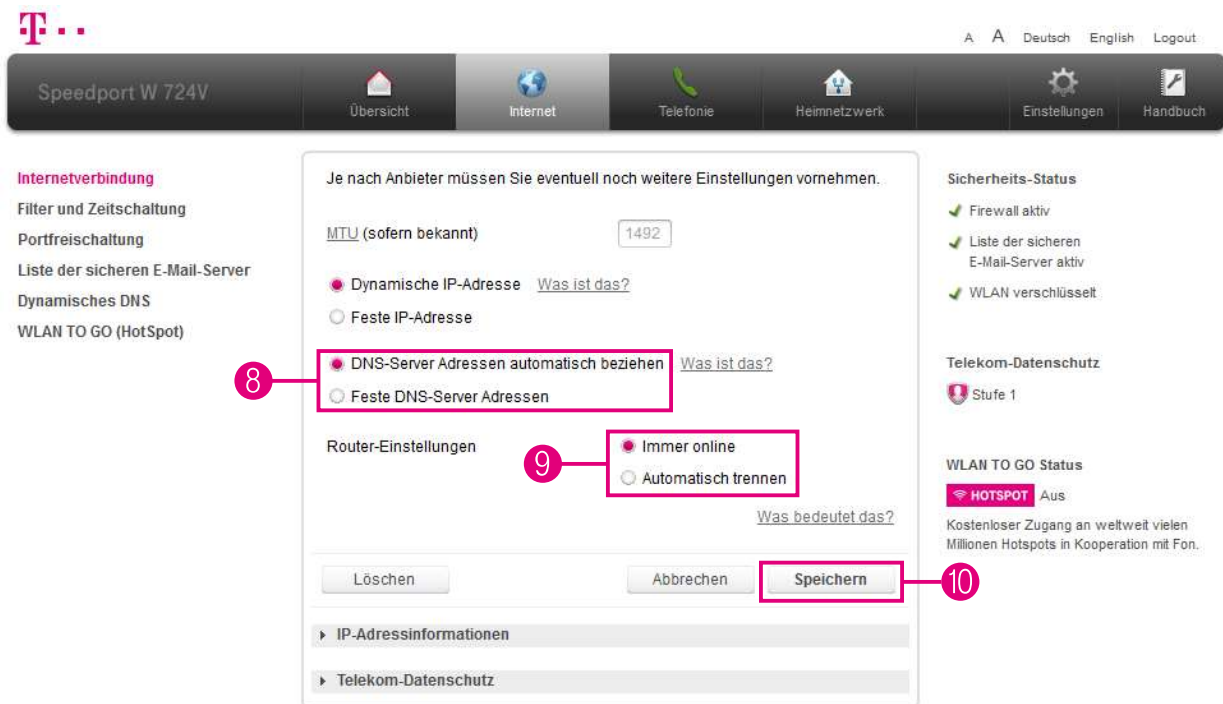 T··
A A Deutsch English Logout
Speedport W 724V
Übersicht
Internet
Telefonie
Heimnetzwerk
Einstellungen
Handbuch
Internetverbindung
Filter und Zeitschaltung
Portfreischaltung
Liste der sicheren E-Mail-Server
Dynamisches DNS
WLAN TO GO (HotSpot)
Je nach Anbieter müssen Sie eventuell noch weitere Einstellungen vornehmen.
MTU (sofern bekannt) 1492
Dynamische IP-Adresse Was ist das?
Feste IP-Adresse
8
DNS-Server Adressen automatisch beziehen Was ist das?
Feste DNS-Server Adressen
Router-Einstellungen
9
Immer online
Automatisch trennen
Was bedeutet das?
Löschen
Abbrechen
Speichern
10
IP-Adressinformationen
Telekom-Datenschutz
Sicherheits-Status
Firewall aktiv
Liste der sicheren
E-Mail-Server aktiv
WLAN verschlüsselt
Telekom-Datenschutz
Stufe 1
WLAN TO GO Status
HOTSPOT Aus
Kostenloser Zugang an weltweit vielen
Millionen Hotspots in Kooperation mit Fon.